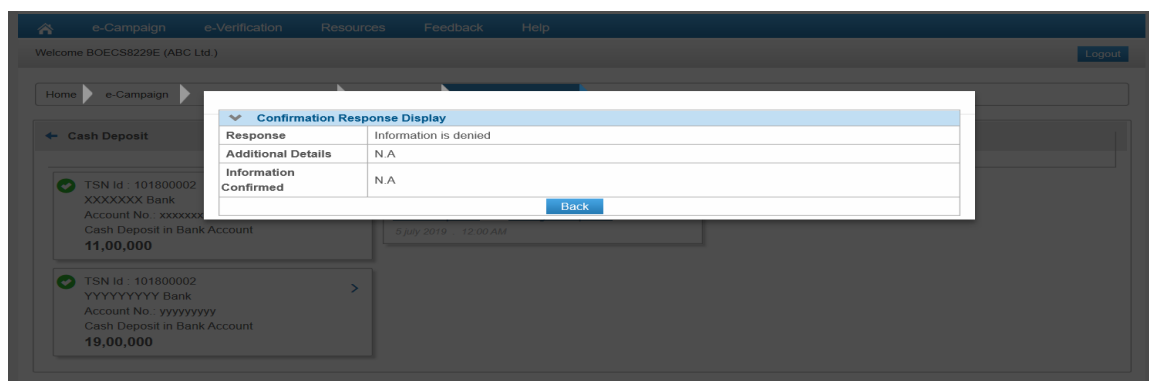 e-Campaign e-Verification Resources Feedback Help
Welcome BOECS8229E (ABC Ltd.) Logout
Home e-Campaign
Cash Deposit
Confirmation Response Display
Response Information is denied
Additional Details N.A
Information Confirmed N.A
Back
TSN Id : 101800002
XXXXXXX Bank
Account No.: xxxxxxx
Cash Deposit in Bank Account
11,00,000
5 july 2019 12:00 AM
TSN Id : 101800002
YYYYYYYYY Bank
Account No.: yyyyyyyyy
Cash Deposit in Bank Account
19,00,000